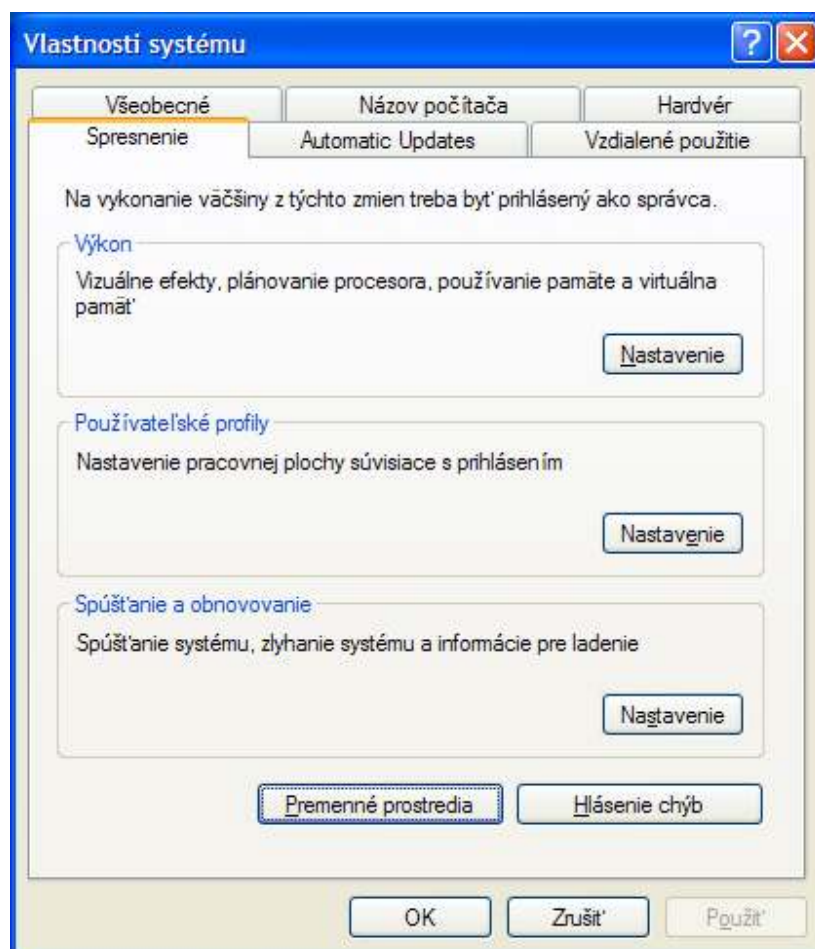 Vlastnosti systému
Všeobecné Názov počítača Hardvér
Spresnenie Automatic Updates Vzdialené použitie
Na vykonanie väčšiny z týchto zmien treba byť prihlásený ako správca.
Výkon
Vizuálne efekty, plánovanie procesora, používanie pamäte a virtuálna
pamäť
Nastavenie
Používateľské profily
Nastavenie pracovnej plochy súvisiace s prihlásením
Nastavenie
Spúšťanie a obnovovanie
Spúšťanie systému, zlyhanie systému a informácie pre ladenie
Nastavenie
Premenné prostredia Hlásenie chýb
OK Zrušiť Použiť